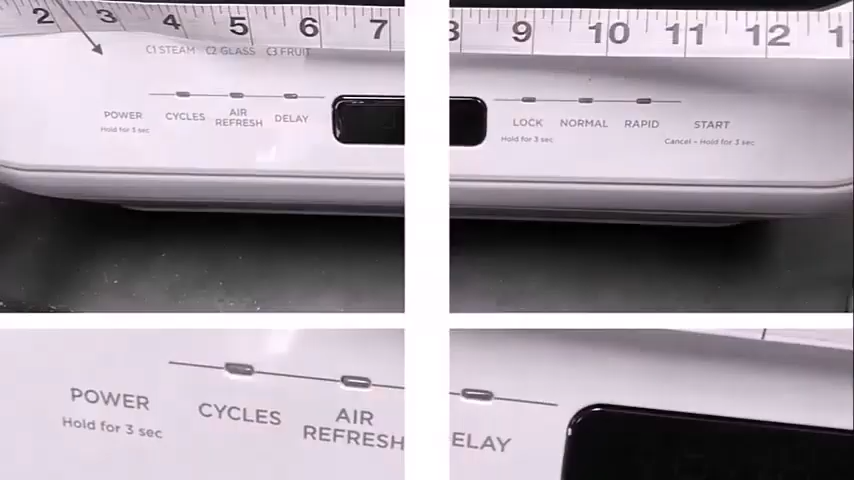 2 3 4 5 6 7
C1 STEAM C2 GLASS C3 FRUIT
POWER
Hold for 3 sec
CYCLES
AIR
REFRESH
DELAY
8 9 10 11 12
LOCK
Hold for 3 sec
NORMAL
RAPID
START
Cancel – Hold for 3 sec
POWER
Hold for 3 sec
CYCLES
AIR
REFRESH
ELAY